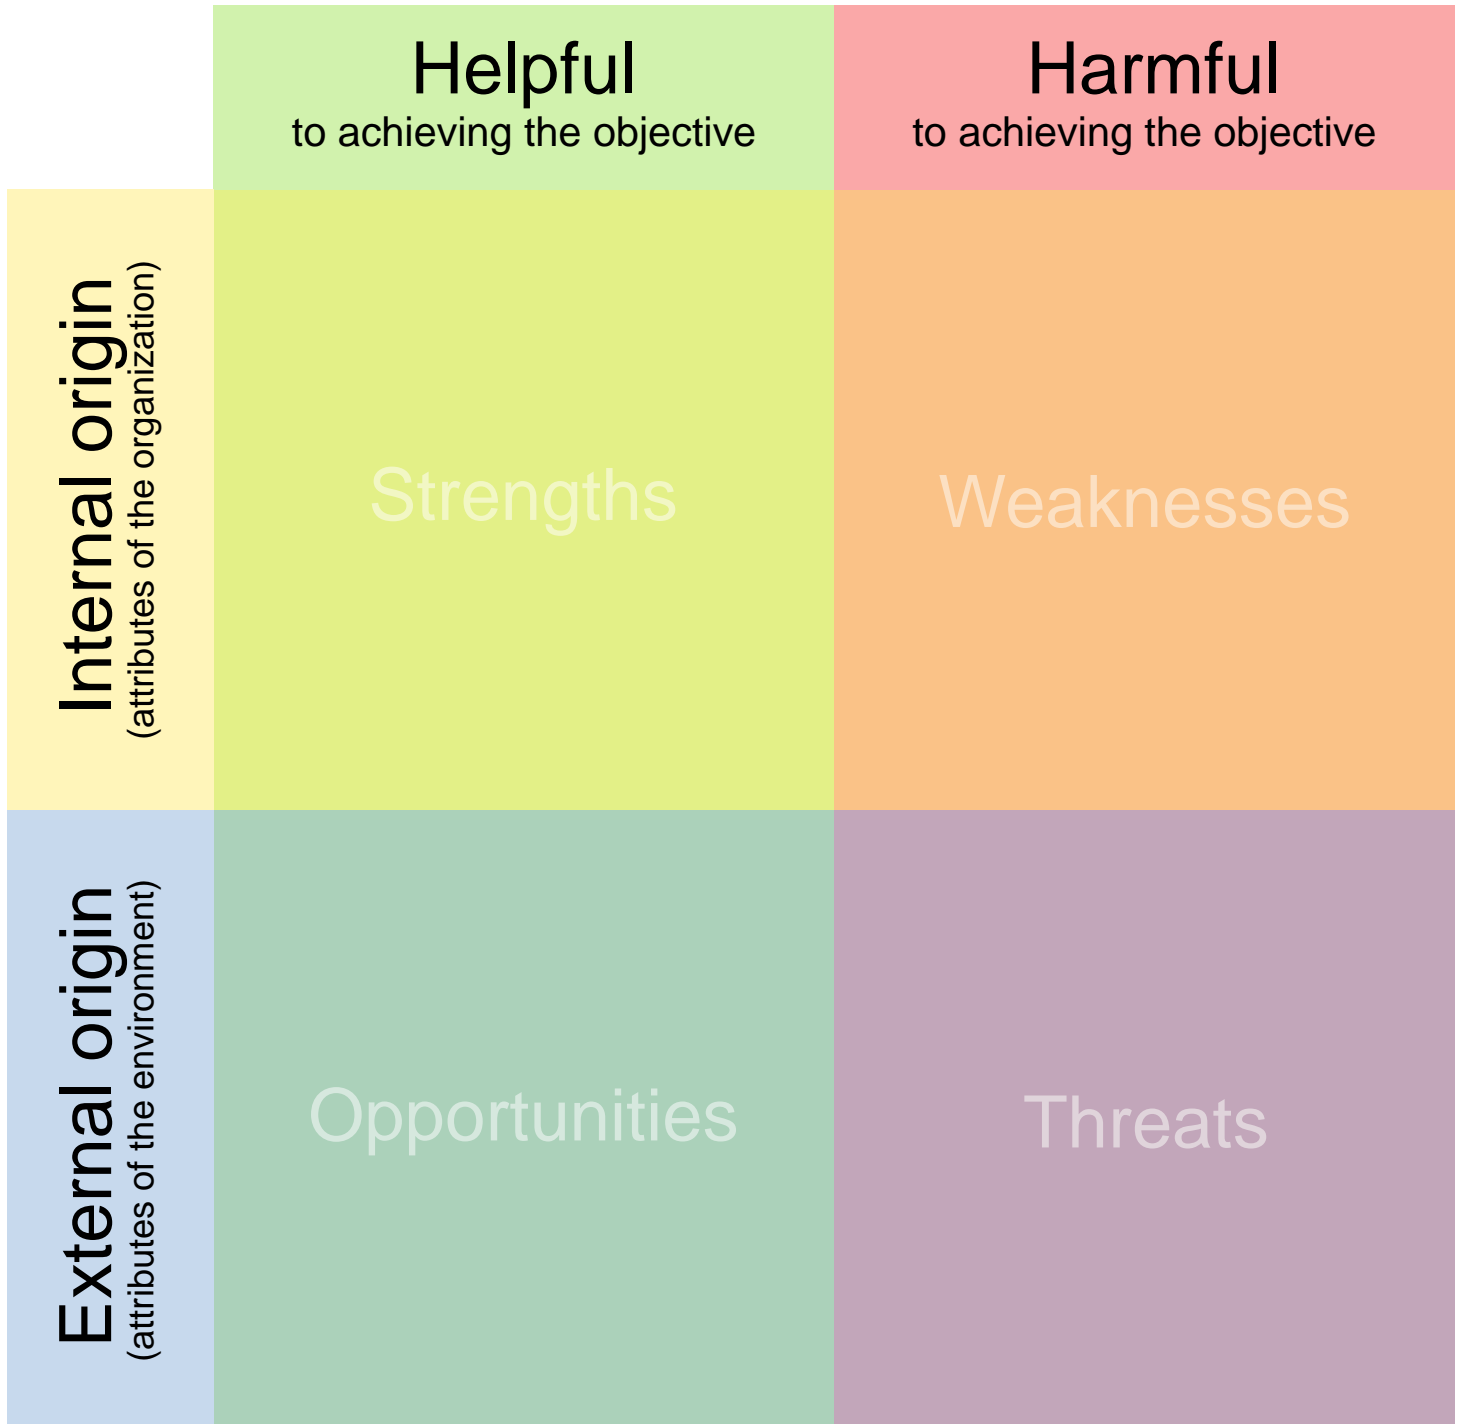 Helpful
to achieving the objective
Harmful
to achieving the objective
Internal origin
(attributes of the organization)
Strengths
Weaknesses
External origin
(attributes of the environment)
Opportunities
Threats